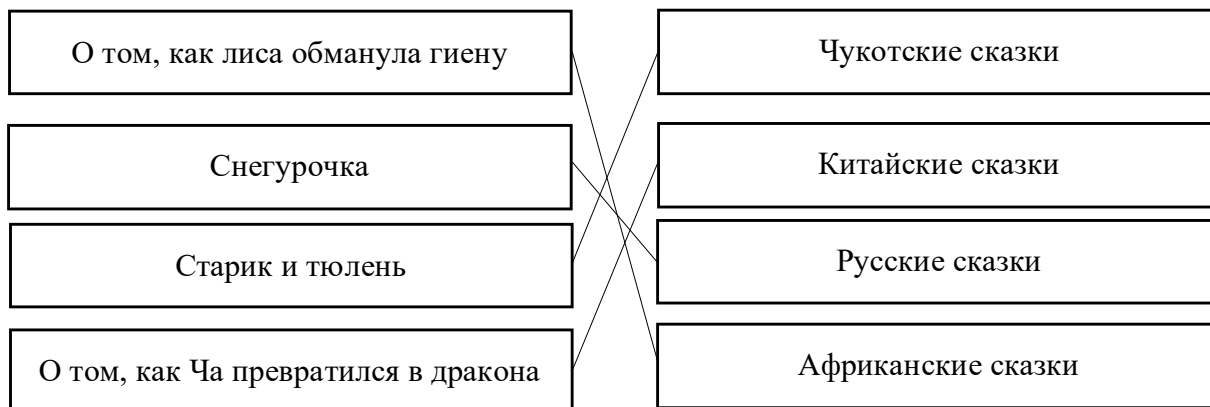 О том, как лиса обманула гиену
Чукотские сказки
Снегурочка
Китайские сказки
Старик и тюлень
Русские сказки
О том, как Ча превратился в дракона
Африканские сказки